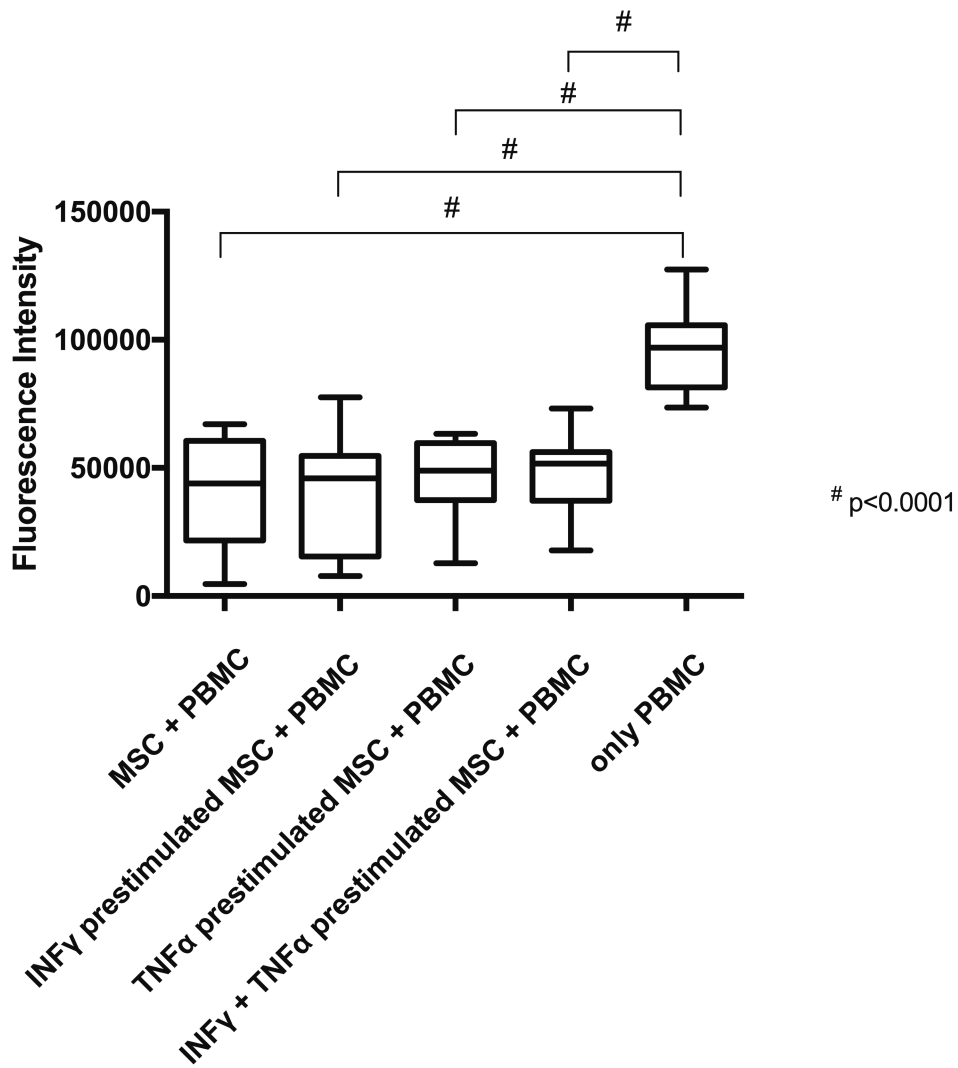 #
#
#
#
150000
100000
50000
0
Fluorescence Intensity
# p<0.0001
MSC + PBMC
INFγ prestimulated MSC + PBMC
TNFα prestimulated MSC + PBMC
INFγ + TNFα prestimulated MSC + PBMC
only PBMC